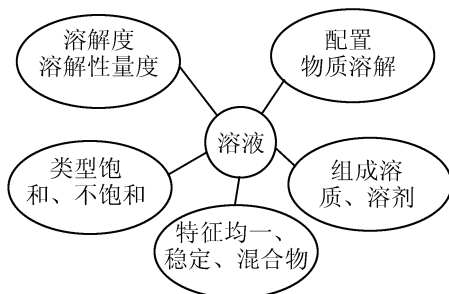 溶解度
溶解性量度
配置
物质溶解
溶液
类型饱
和、不饱和
组成溶
质、溶剂
特征均一、
稳定、混合物